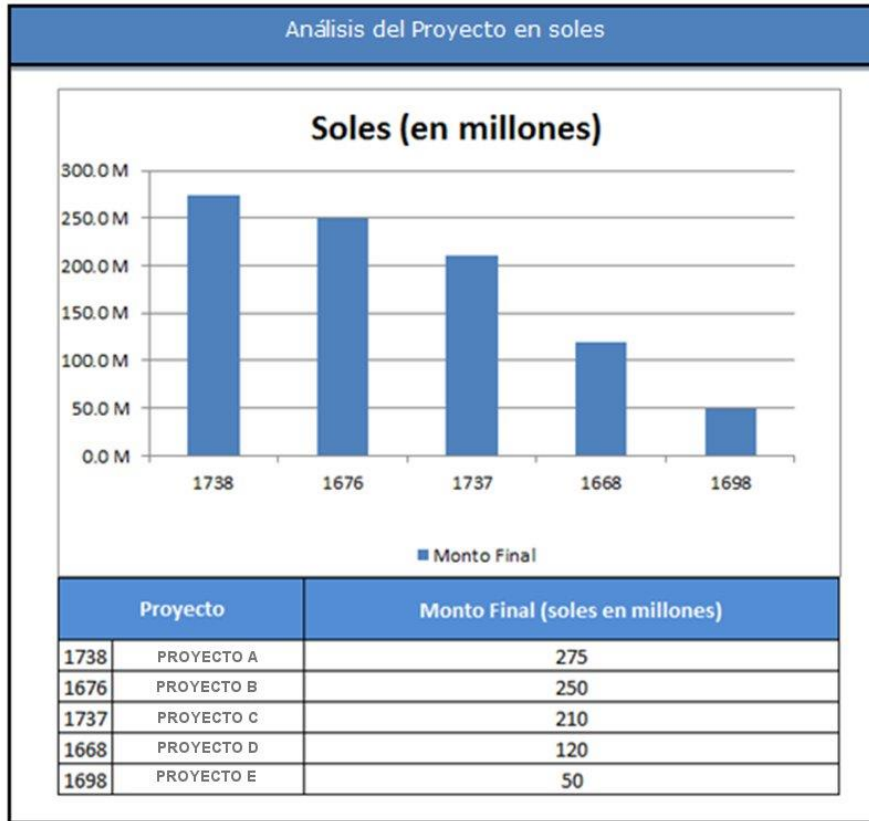 Análisis del Proyecto en soles
Soles (en millones)
300.0 M
250.0 M
200.0 M
150.0 M
100.0 M
50.0 M
0.0 M
1738 1676 1737 1668 1698
Monto Final
Proyecto Monto Final (soles en millones)
1738 PROYECTO A 275
1676 PROYECTO B 250
1737 PROYECTO C 210
1668 PROYECTO D 120
1698 PROYECTO E 50